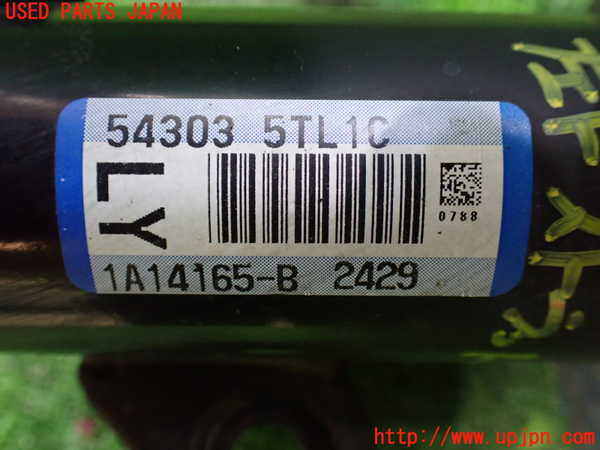 USED PARTS JAPAN
54303 5TL1C
LY
0788
1A14165-B 2429
http://www.upjpn.com/